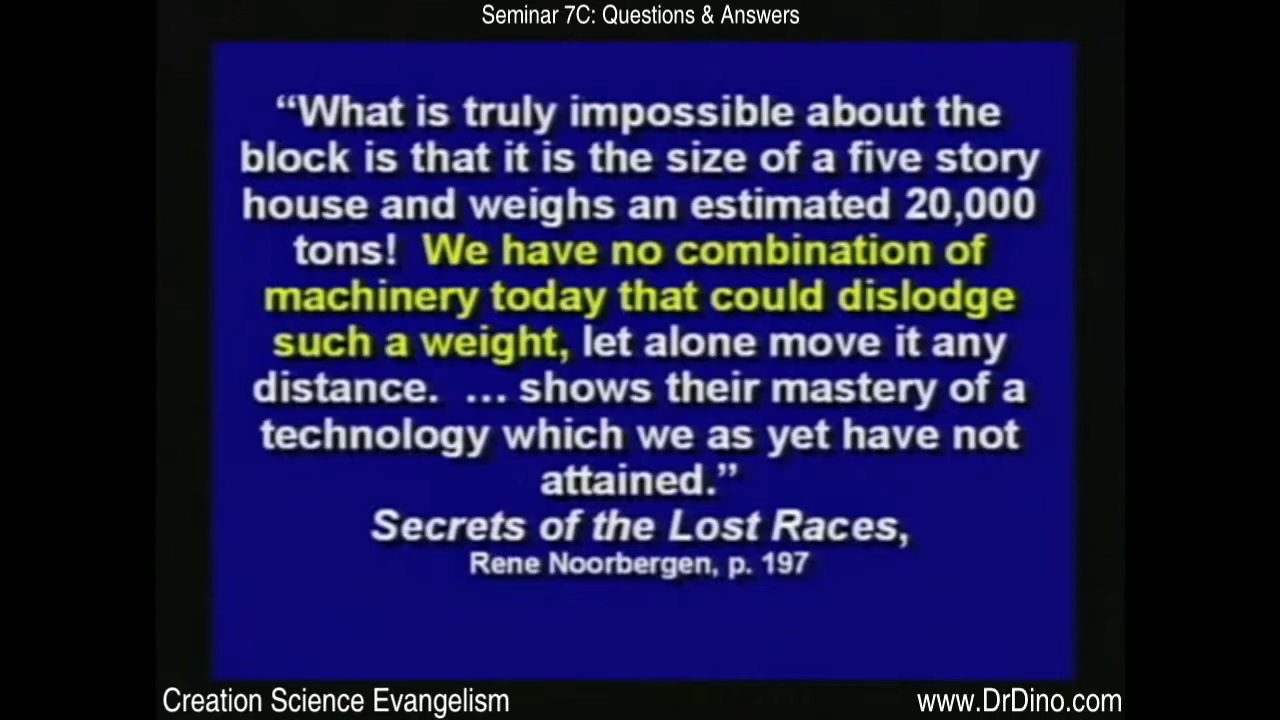 Seminar 7C: Questions & Answers
“What is truly impossible about the
block is that it is the size of a five story
house and weighs an estimated 20,000
tons! We have no combination of
machinery today that could dislodge
such a weight, let alone move it any
distance. ... shows their mastery of a
technology which we as yet have not
attained.”
Secrets of the Lost Races,
Rene Noorbergen, p. 197
Creation Science Evangelism
www.DrDino.com